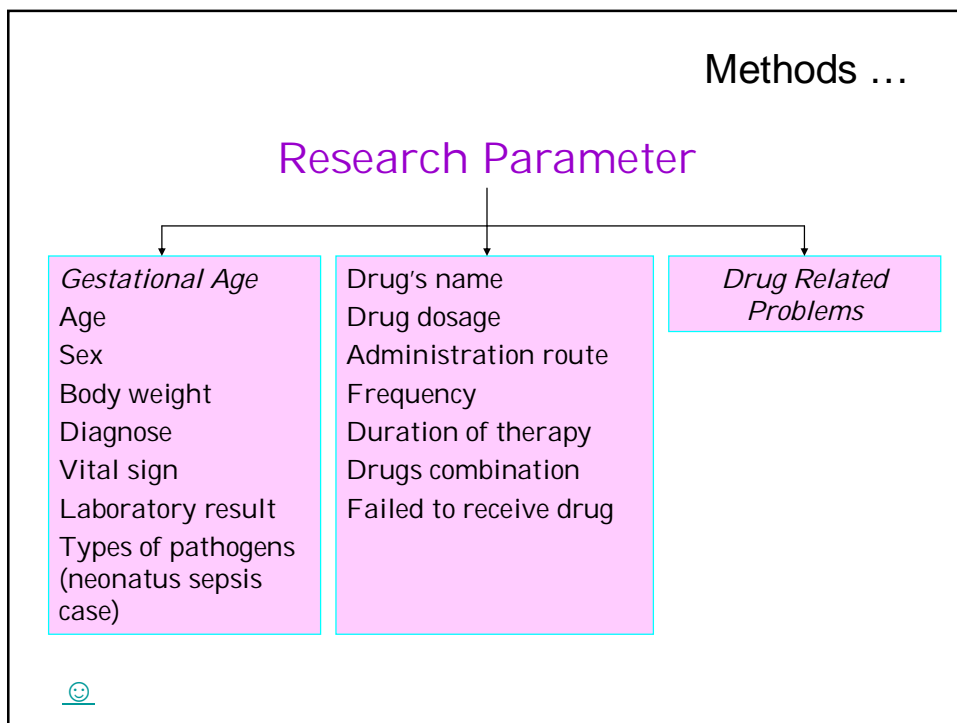 Methods …
Research Parameter
Gestational Age
Age
Sex
Body weight
Diagnose
Vital sign
Laboratory result
Types of pathogens
(neonatus sepsis
case)
Drug's name
Drug dosage
Administration route
Frequency
Duration of therapy
Drugs combination
Failed to receive drug
Drug Related
Problems
☺